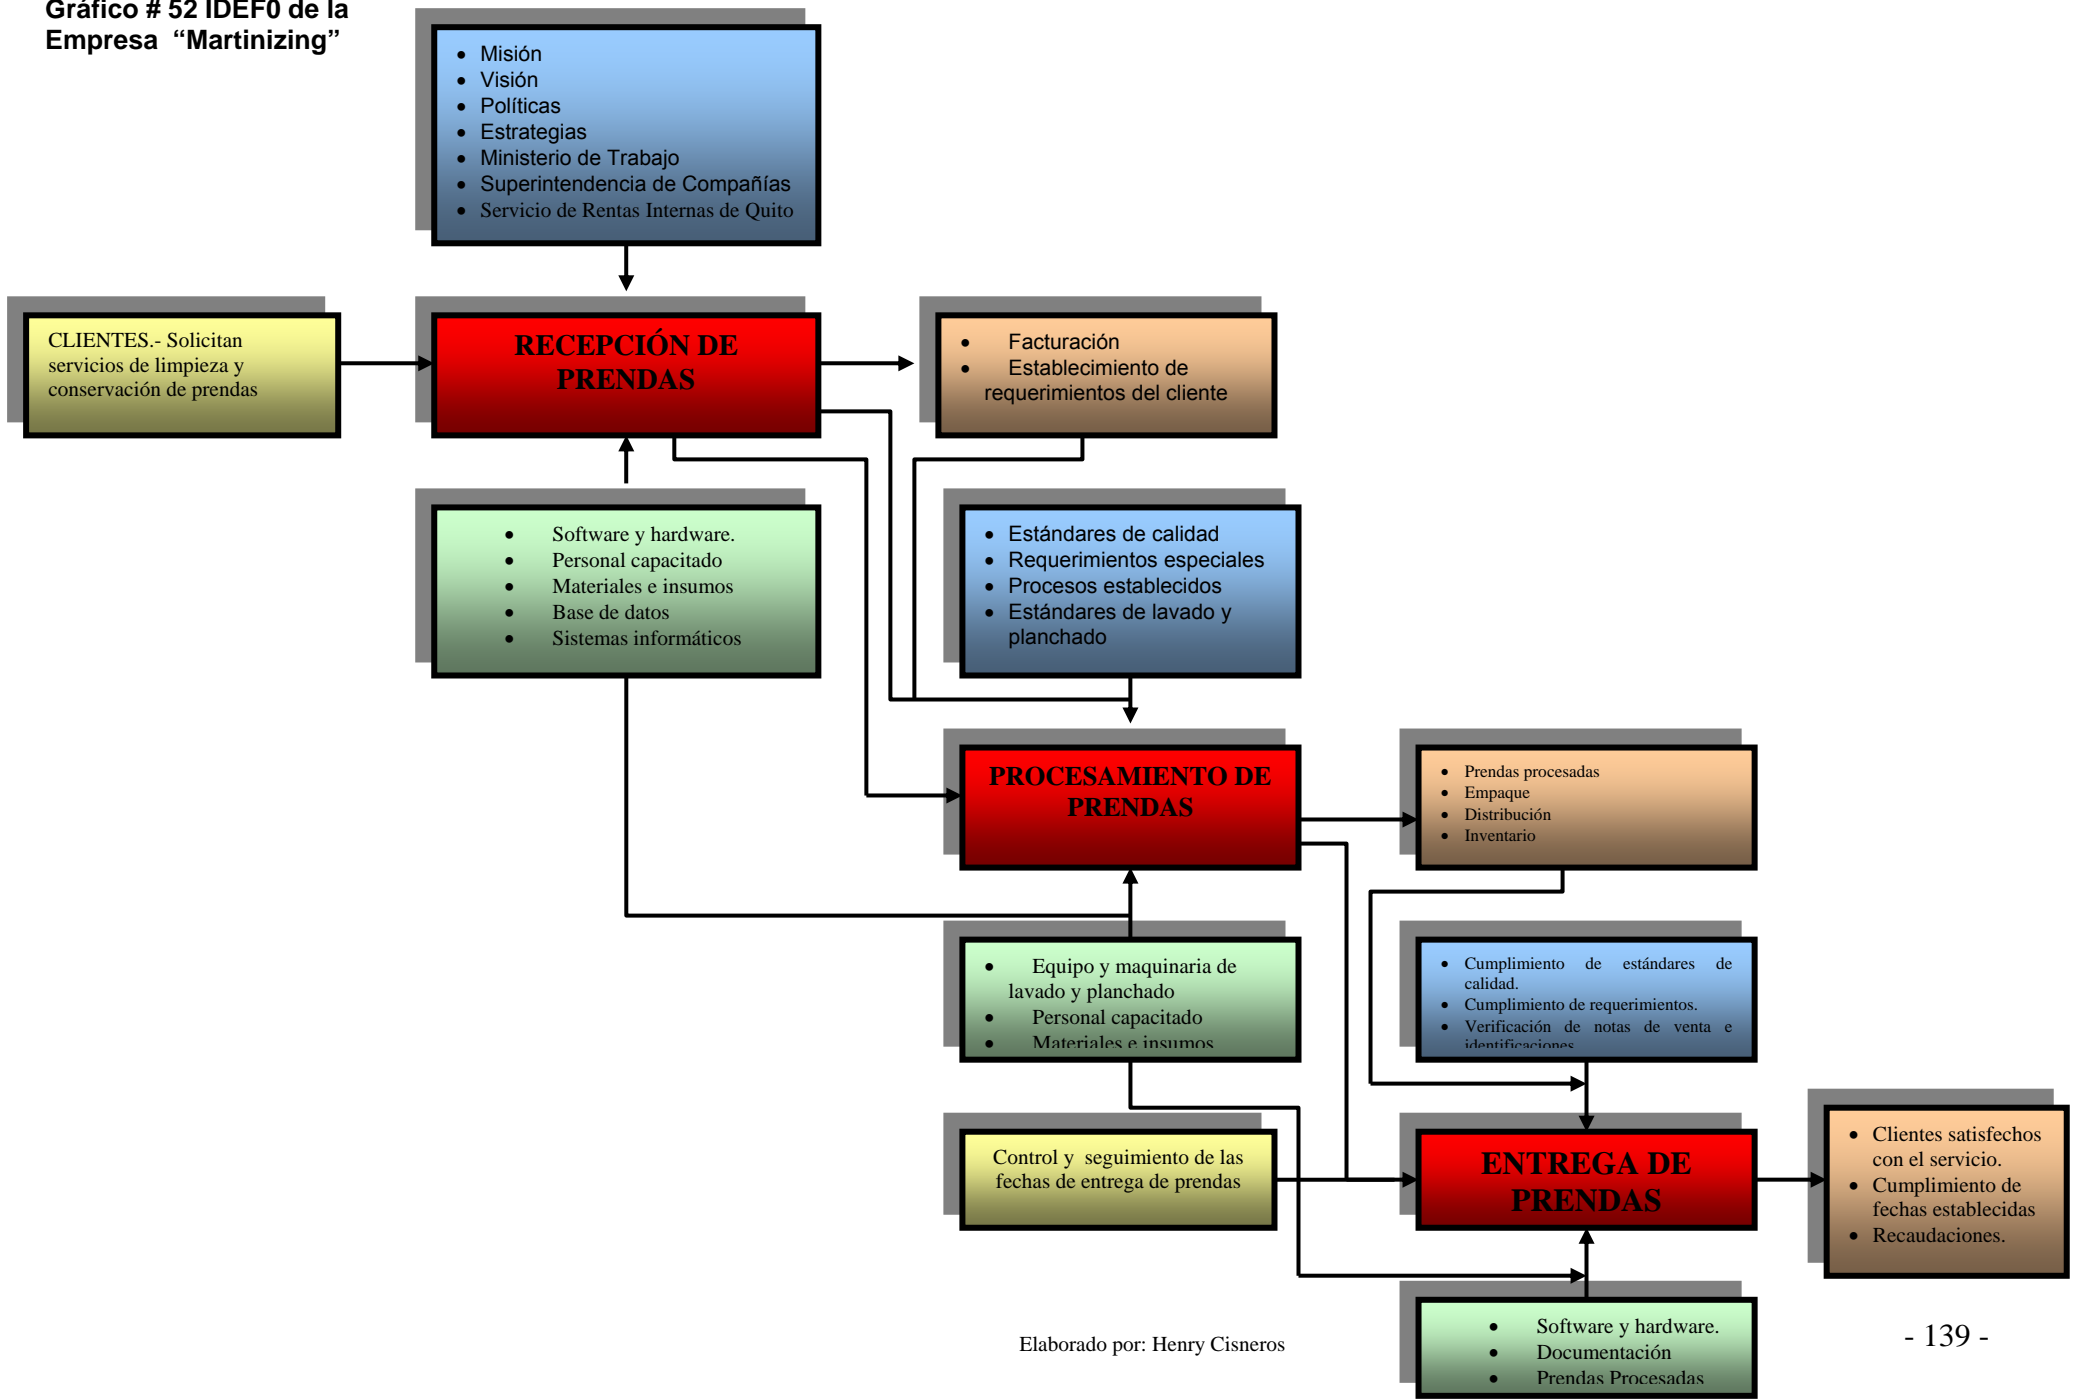 Gráfico # 52 IDEF0 de la
Empresa “Martinizing”
• Misión
• Visión
• Políticas
• Estrategias
• Ministerio de Trabajo
• Superintendencia de Compañías
• Servicio de Rentas Internas de Quito
CLIENTES.- Solicitan
servicios de limpieza y
conservación de prendas
RECEPCIÓN DE
PRENDAS
• Facturación
• Establecimiento de
requerimientos del cliente
• Software y hardware.
• Personal capacitado
• Materiales e insumos
• Base de datos
• Sistemas informáticos
• Estándares de calidad
• Requerimientos especiales
• Procesos establecidos
• Estándares de lavado y
planchado
PROCESAMIENTO DE
PRENDAS
• Prendas procesadas
• Empaque
• Distribución
• Inventario
• Equipo y maquinaria de
lavado y planchado
• Personal capacitado
• Materiales e insumos
• Cumplimiento de estándares de
calidad.
• Cumplimiento de requerimientos.
• Verificación de notas de venta e
identificaciones
Control y seguimiento de las
fechas de entrega de prendas
ENTREGA DE
PRENDAS
• Clientes satisfechos
con el servicio.
• Cumplimiento de
fechas establecidas
• Recaudaciones.
• Software y hardware.
• Documentación
• Prendas Procesadas
Elaborado por: Henry Cisneros
- 139 -